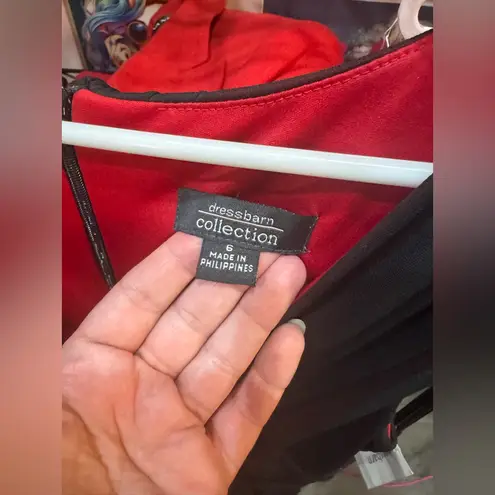 dressbarn
collection
6
MADE IN
PHILIPPINES